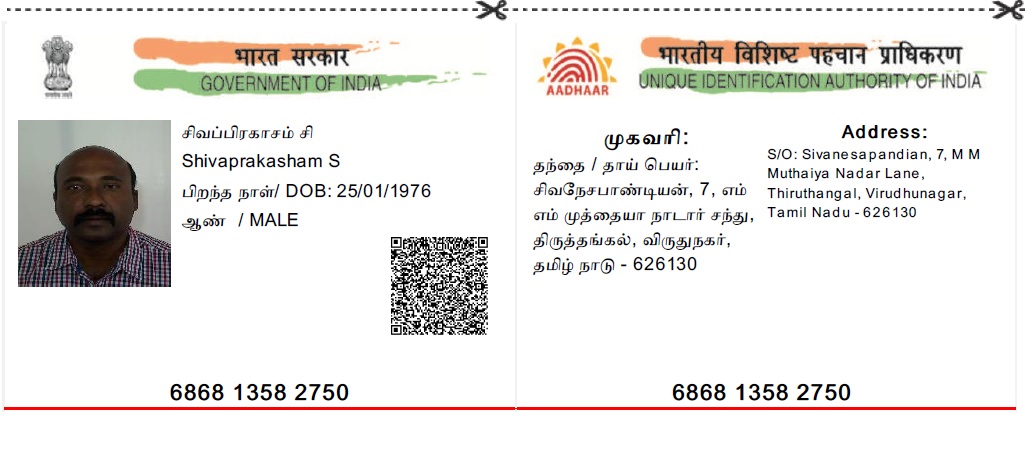 भारत सरकार
GOVERNMENT OF INDIA
சிவப்பிரகாசம் சி
Shivaprakasham S
பிறந்த நாள்/ DOB: 25/01/1976
ஆண் / MALE
6868 1358 2750
भारतीय विशिष्ट पहचान प्राधिकरण
UNIQUE IDENTIFICATION AUTHORITY OF INDIA
AADHAAR
முகவரி:
தந்தை / தாய் பெயர்:
சிவநேசபாண்டியன், 7, எம்
எம் முத்தையா நாடார் சந்து,
திருத்தங்கல், விருதுநகர்,
தமிழ் நாடு - 626130
Address:
S/O: Sivanesapandian, 7, M M
Muthaiya Nadar Lane,
Thiruthangal, Virudhunagar,
Tamil Nadu - 626130
6868 1358 2750